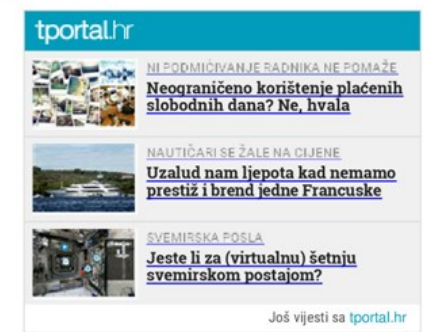 tportal.hr
NI PODMIĆIVANJE RADNIKA NE POMAŽE
Neograničeno korištenje plaćenih
slobodnih dana? Ne, hvala
NAUTIČARI SE ŽALE NA CIJENE
Uzalud nam ljepota kad nemamo
prestiž i brend jedne Francuske
SVEMIRSKA POSLA
Jeste li za (virtualnu) šetnju
svemirskom postajom?
Još vijesti sa tportal.hr